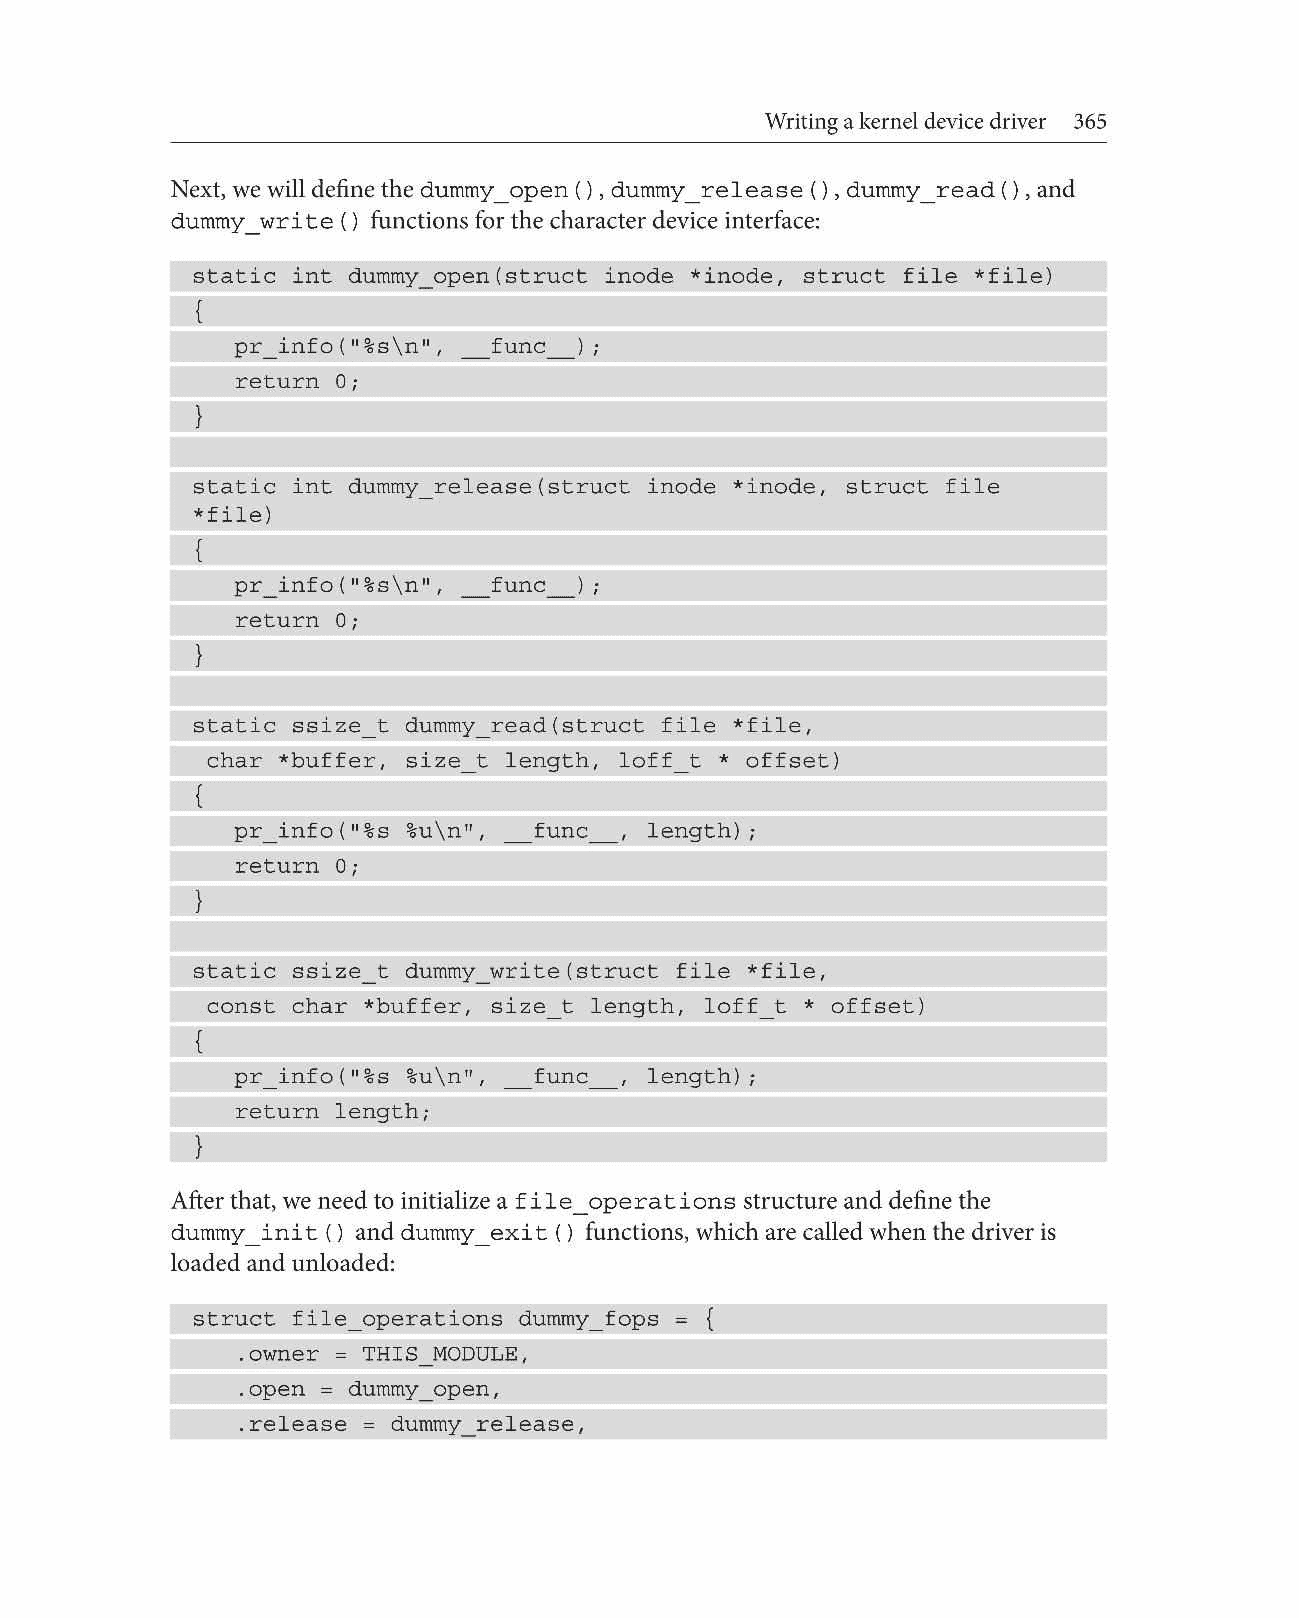 Writing a kernel device driver 365
Next, we will define the dummy_open(), dummy_release(), dummy_read(), and
dummy_write() functions for the character device interface:
static int dummy_open(struct inode *inode, struct file *file)
{
   pr_info("%s\n", __func__);
   return 0;
}

static int dummy_release(struct inode *inode, struct file
*file)
{
   pr_info("%s\n", __func__);
   return 0;
}

static ssize_t dummy_read(struct file *file,
 char *buffer, size_t length, loff_t * offset)
{
   pr_info("%s %u\n", __func__, length);
   return 0;
}

static ssize_t dummy_write(struct file *file,
 const char *buffer, size_t length, loff_t * offset)
{
   pr_info("%s %u\n", __func__, length);
   return length;
}
After that, we need to initialize a file_operations structure and define the
dummy_init() and dummy_exit() functions, which are called when the driver is
loaded and unloaded:
struct file_operations dummy_fops = {
   .owner = THIS_MODULE,
   .open = dummy_open,
   .release = dummy_release,